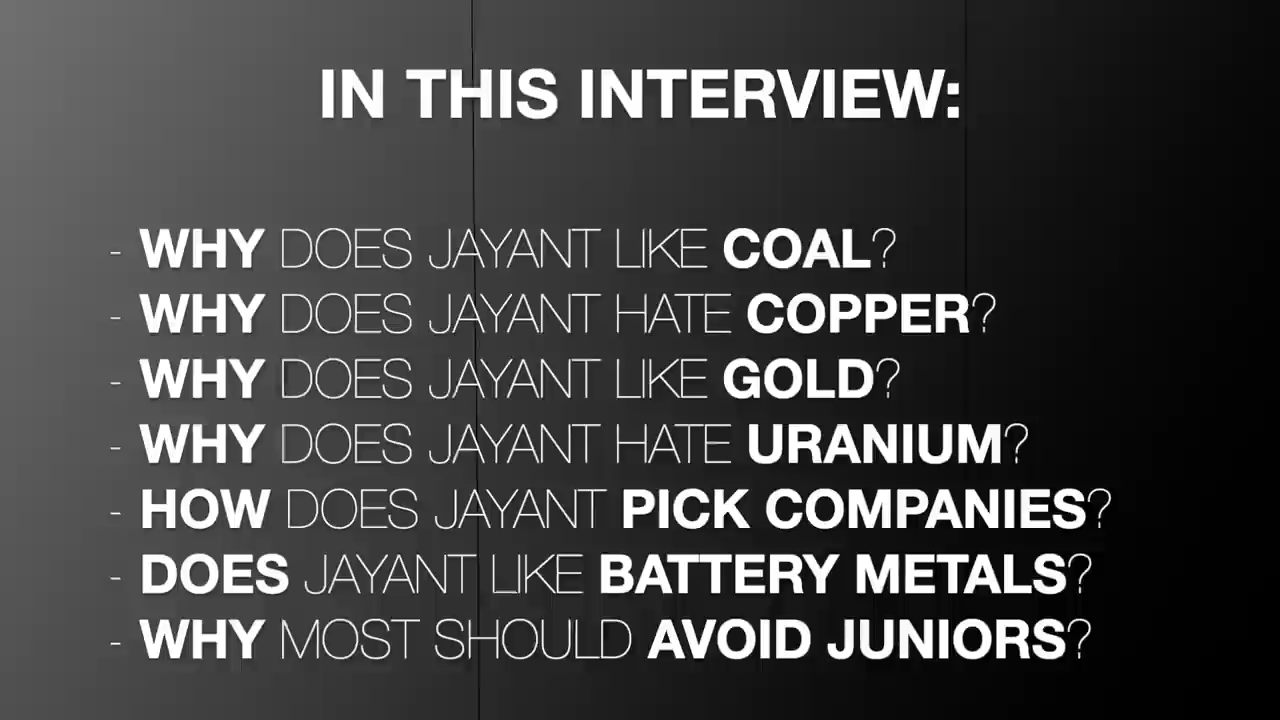 IN THIS INTERVIEW:
- WHY DOES JAYANT LIKE COAL?
- WHY DOES JAYANT HATE COPPER?
- WHY DOES JAYANT LIKE GOLD?
- WHY DOES JAYANT HATE URANIUM?
- HOW DOES JAYANT PICK COMPANIES?
- DOES JAYANT LIKE BATTERY METALS?
- WHY MOST SHOULD AVOID JUNIORS?